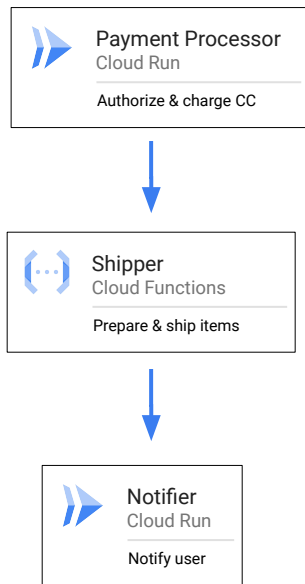 Payment Processor
Cloud Run
Authorize & charge CC
Shipper
Cloud Functions
Prepare & ship items
Notifier
Cloud Run
Notify user